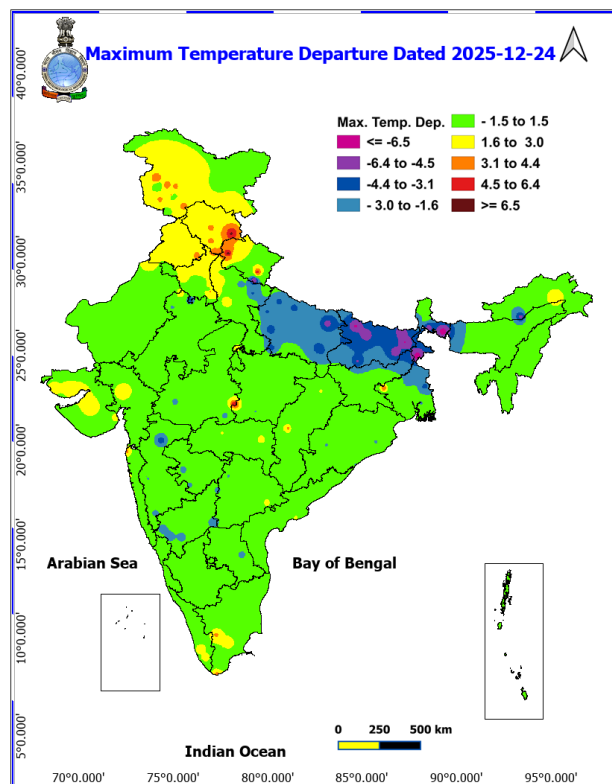 Maximum Temperature Departure Dated 2025-12-24
Max. Temp. Dep.
<= -6.5
-6.4 to -4.5
-4.4 to -3.1
- 3.0 to -1.6
- 1.5 to 1.5
1.6 to 3.0
3.1 to 4.4
4.5 to 6.4
>= 6.5
40°0.000'
35°0.000'
30°0.000'
25°0.000'
20°0.000'
15°0.000'
10°0.000'
5°0.000'
Arabian Sea
Bay of Bengal
Indian Ocean
0 250 500 km
70°0.000' 75°0.000' 80°0.000' 85°0.000' 90°0.000' 95°0.000'